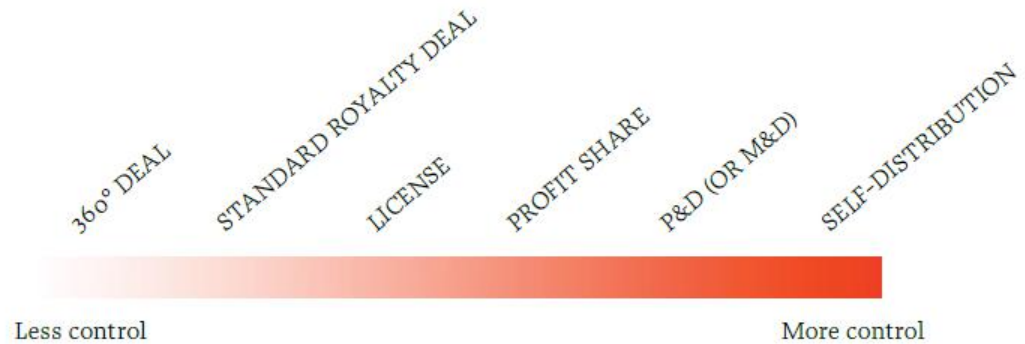 360° DEAL
STANDARD ROYALTY DEAL
LICENSE
PROFIT SHARE
P&D (OR M&D)
SELF-DISTRIBUTION
Less control
More control